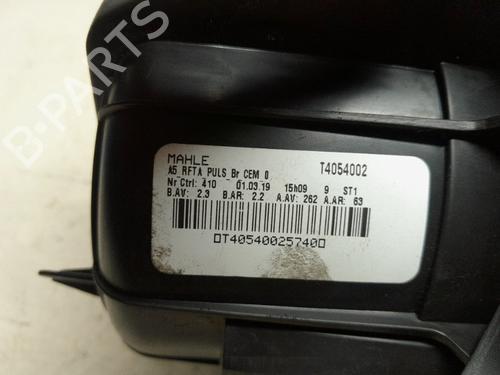 B-PARTS
MAHLE T4054002
A5 RFTA PULS Br CEM 0
Nr Ctrl: 410 01.03.19 15h09 9 ST1
B.AV: 2.3 B.AR: 2.2 A.AV: 262 A.AR: 63
□T40540025740□